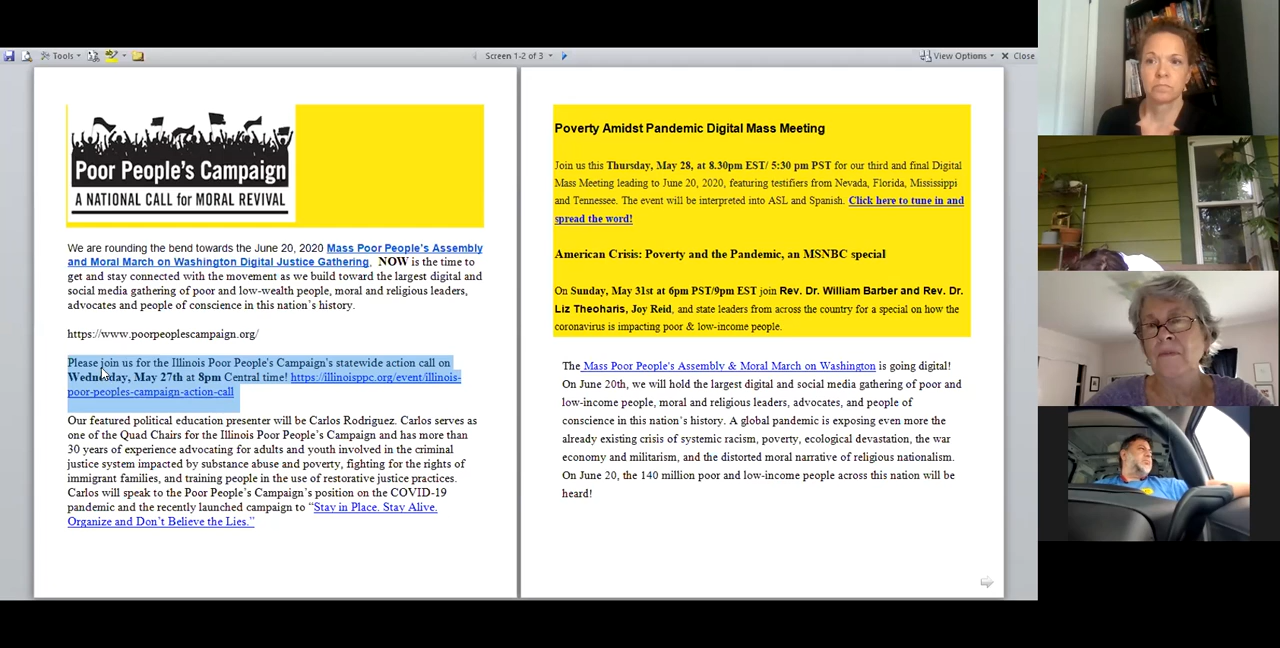 Tools
Screen 1-2 of 3
View Options
Close
Poor People's Campaign
A NATIONAL CALL for MORAL REVIVAL
We are rounding the bend towards the June 20, 2020 Mass Poor People's Assembly
and Moral March on Washington Digital Justice Gathering. NOW is the time to
get and stay connected with the movement as we build toward the largest digital and
social media gathering of poor and low-wealth people, moral and religious leaders,
advocates and people of conscience in this nation's history.
https://www.poorpeoplescampaign.org/
Please join us for the Illinois Poor People's Campaign's statewide action call on
Wednesday, May 27th at 8pm Central time! https://illinoisppc.org/event/illinois-
poor-peoples-campaign-action-call
Our featured political education presenter will be Carlos Rodriguez. Carlos serves as
one of the Quad Chairs for the Illinois Poor People's Campaign and has more than
30 years of experience advocating for adults and youth involved in the criminal
justice system impacted by substance abuse and poverty, fighting for the rights of
immigrant families, and training people in the use of restorative justice practices.
Carlos will speak to the Poor People's Campaign's position on the COVID-19
pandemic and the recently launched campaign to "Stay in Place. Stay Alive.
Organize and Don't Believe the Lies."
Poverty Amidst Pandemic Digital Mass Meeting
Join us this Thursday, May 28, at 8.30pm EST/ 5:30 pm PST for our third and final Digital
Mass Meeting leading to June 20, 2020, featuring testifiers from Nevada, Florida, Mississippi
and Tennessee. The event will be interpreted into ASL and Spanish. Click here to tune in and
spread the word!
American Crisis: Poverty and the Pandemic, an MSNBC special
On Sunday, May 31st at 6pm PST/9pm EST join Rev. Dr. William Barber and Rev. Dr.
Liz Theoharis, Joy Reid, and state leaders from across the country for a special on how the
coronavirus is impacting poor & low-income people.
The Mass Poor People's Assembly & Moral March on Washington is going digital!
On June 20th, we will hold the largest digital and social media gathering of poor and
low-income people, moral and religious leaders, advocates, and people of
conscience in this nation's history. A global pandemic is exposing even more the
already existing crisis of systemic racism, poverty, ecological devastation, the war
economy and militarism, and the distorted moral narrative of religious nationalism.
On June 20, the 140 million poor and low-income people across this nation will be
heard!